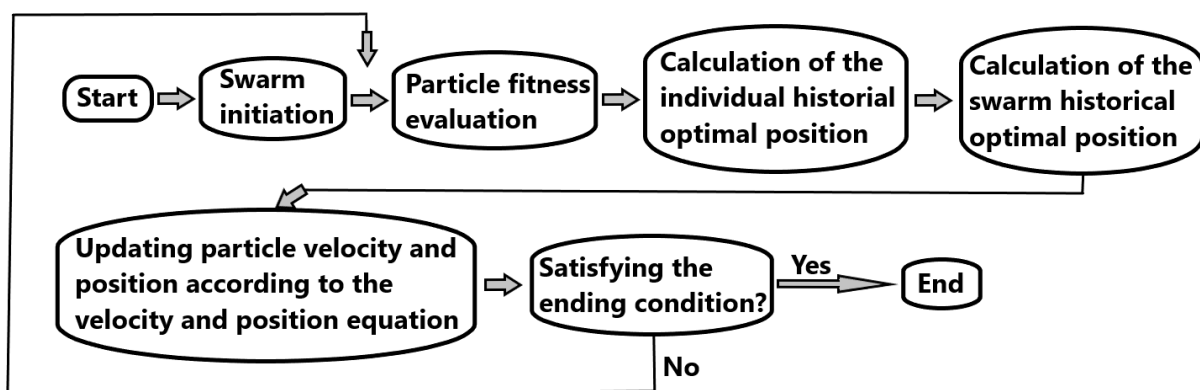 Start
Swarm
initiation
Particle fitness
evaluation
Calculation of the
individual historial
optimal position
Calculation of the
swarm historical
optimal position
Updating particle velocity and
position according to the
velocity and position equation
Satisfying the
ending condition?
Yes
End
No